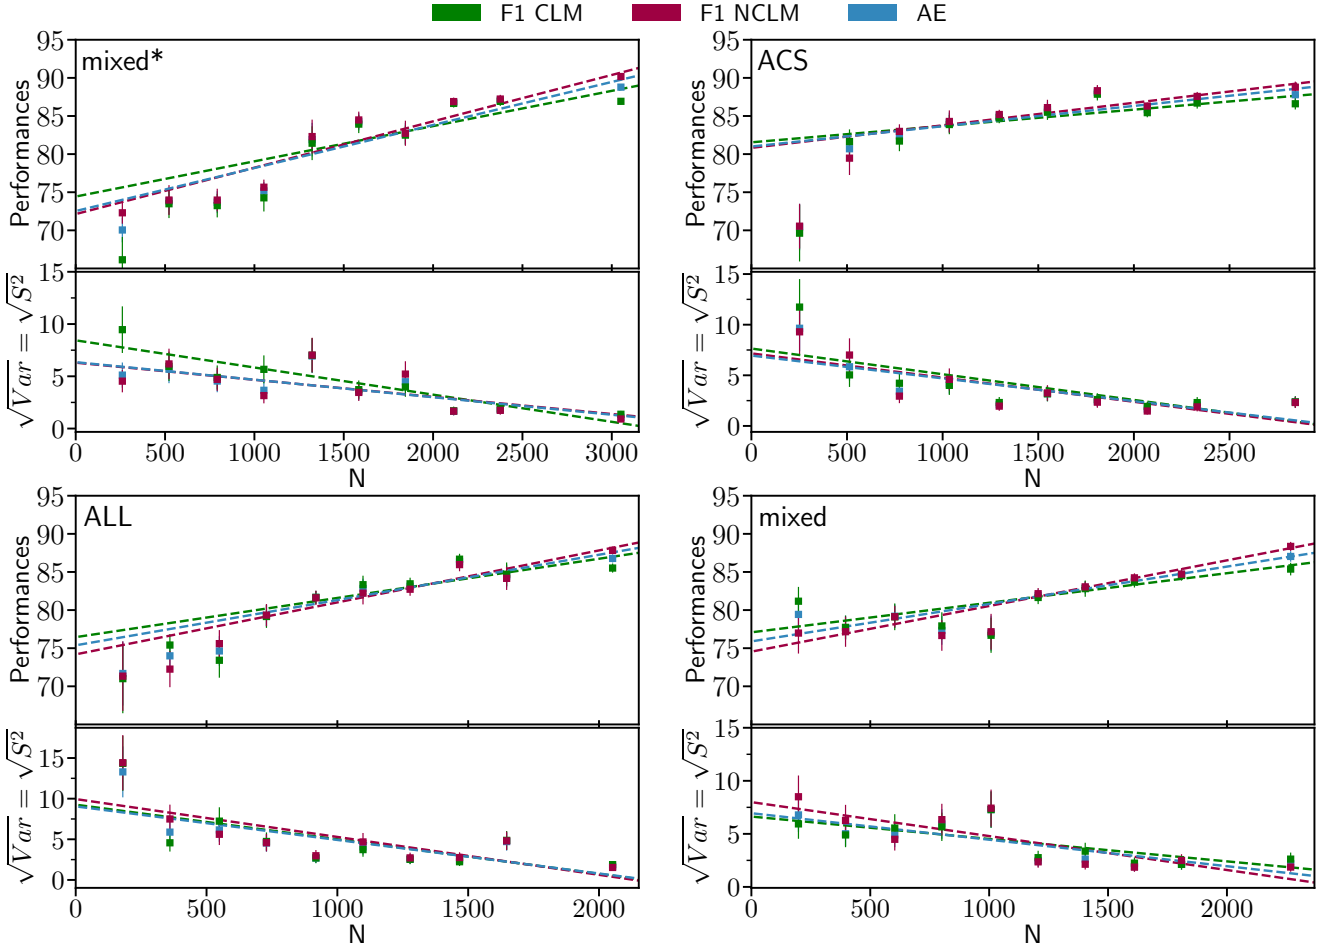 F1 CLM F1 NCLM AE
mixed*
Performances
95
90
85
80
75
70
√Var = √S²
15
10
5
0
0 500 1000 1500 2000 2500 3000
N
ACS
Performances
95
90
85
80
75
70
√Var = √S²
15
10
5
0
0 500 1000 1500 2000 2500
N
ALL
Performances
95
90
85
80
75
70
√Var = √S²
15
10
5
0
0 500 1000 1500 2000
N
mixed
Performances
95
90
85
80
75
70
√Var = √S²
15
10
5
0
0 500 1000 1500 2000
N